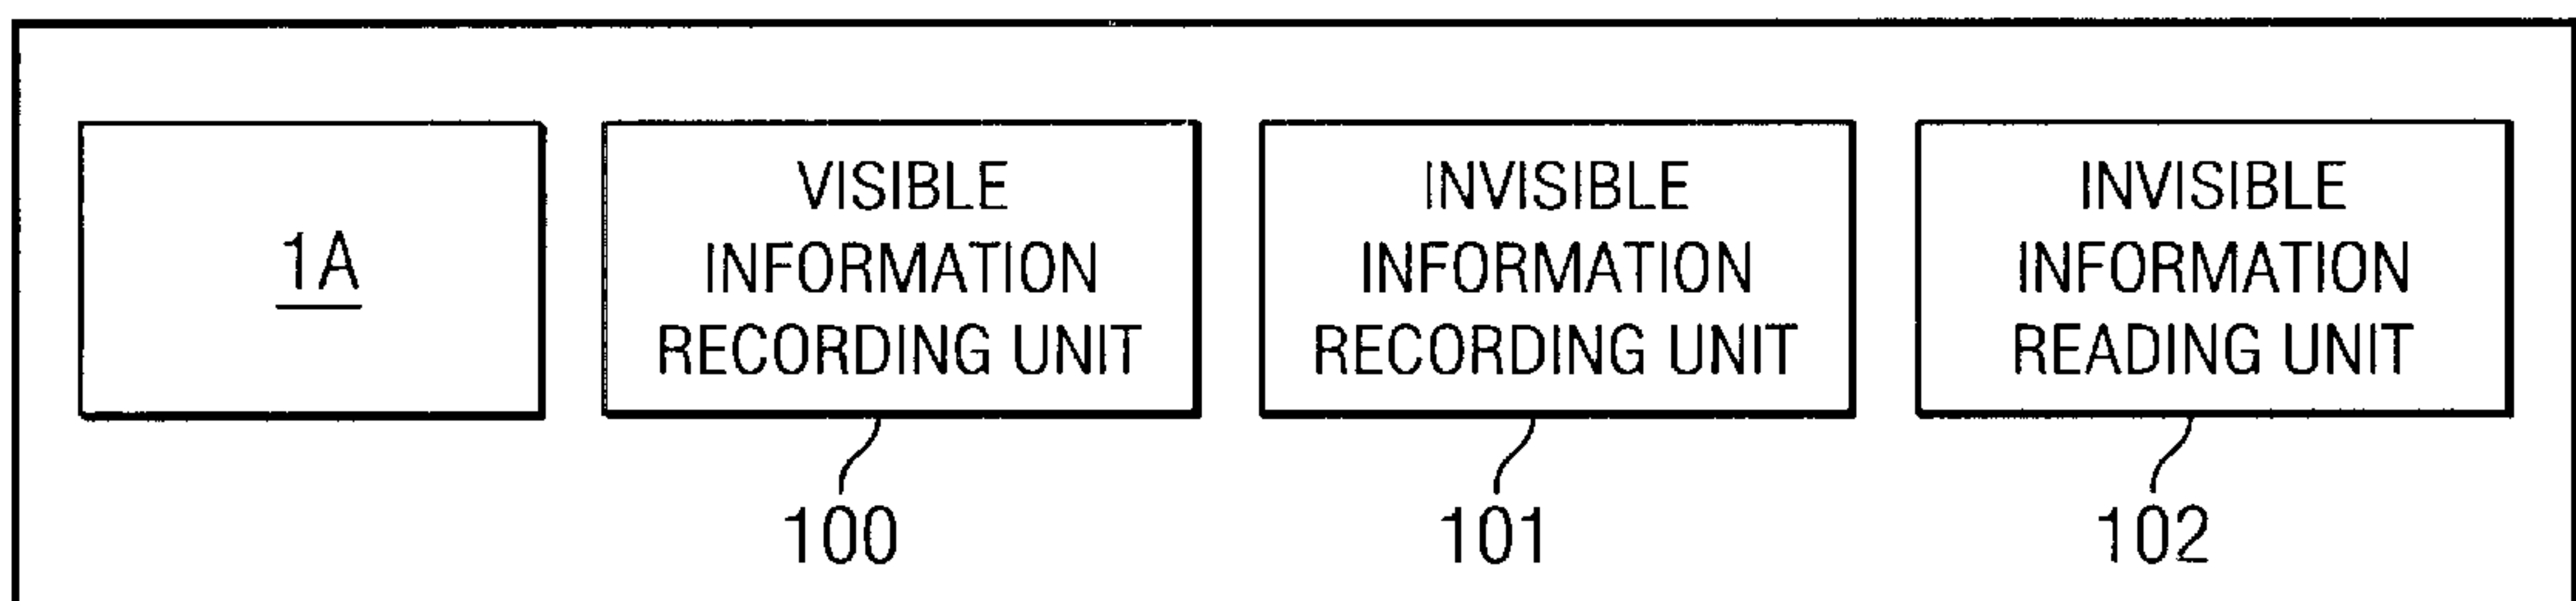 1A
VISIBLE
INFORMATION
RECORDING UNIT
INVISIBLE
INFORMATION
RECORDING UNIT
INVISIBLE
INFORMATION
READING UNIT
100
101
102